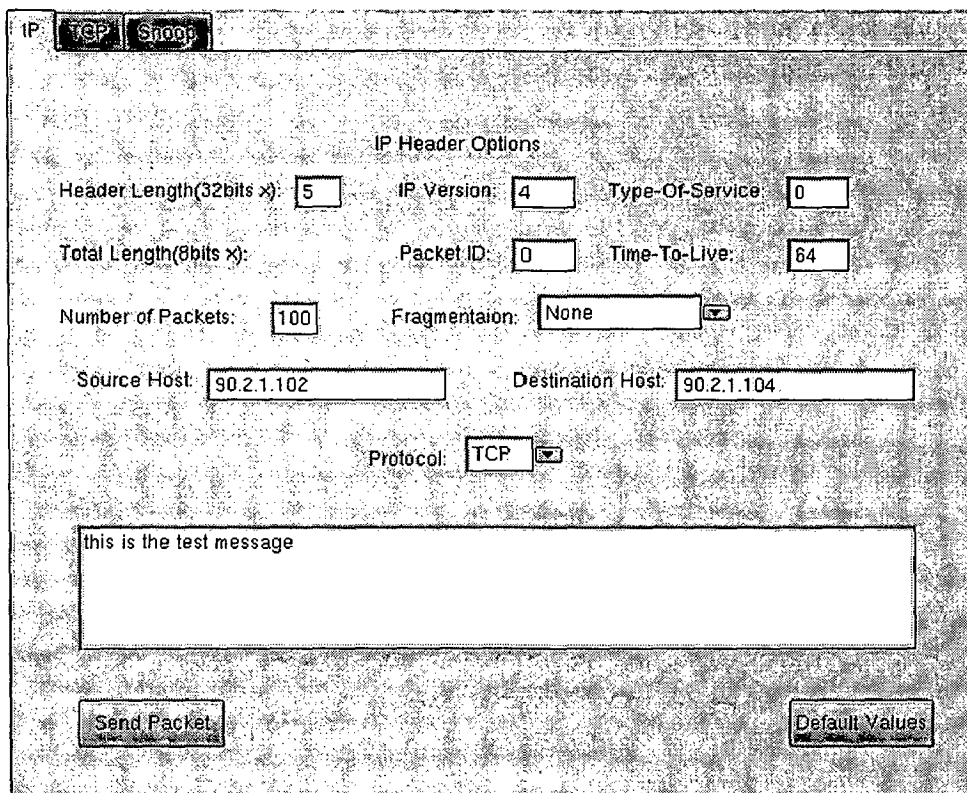 IP TCP Snoop
IP Header Options
Header Length(32bits x): 5 IP Version: 4 Type-Of-Service: 0
Total Length(8bits x): Packet ID: 0 Time-To-Live: 64
Number of Packets: 100 Fragmentaion: None
Source Host: 90.2.1.102 Destination Host: 90.2.1.104
Protocol: TCP
this is the test message
Send Packet Default Values